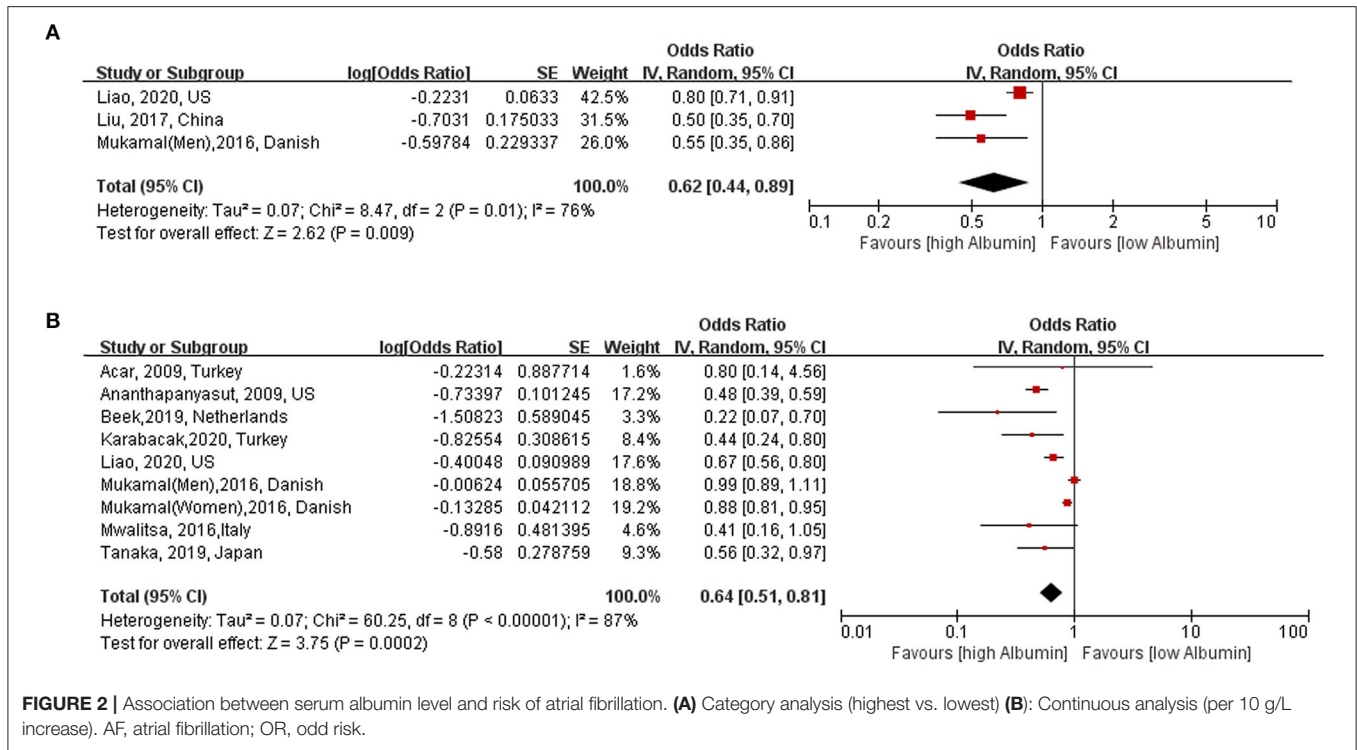 A
Odds Ratio Odds Ratio
Study or Subgroup log[Odds Ratio] SE Weight IV, Random, 95% CI IV, Random, 95% CI
Liao, 2020, US -0.2231 0.0633 42.5% 0.80 [0.71, 0.91]
Liu, 2017, China -0.7031 0.175033 31.5% 0.50 [0.35, 0.70]
Mukamal(Men),2016, Danish -0.59784 0.229337 26.0% 0.55 [0.35, 0.86]
Total (95% CI) 100.0% 0.62 [0.44, 0.89]
Heterogeneity: Tau² = 0.07; Chi² = 8.47, df = 2 (P = 0.01); I² = 76%
Test for overall effect: Z = 2.62 (P = 0.009)
0.1 0.2 0.5 1 2 5 10
Favours [high Albumin] Favours [low Albumin]
B
Odds Ratio Odds Ratio
Study or Subgroup log[Odds Ratio] SE Weight IV, Random, 95% CI IV, Random, 95% CI
Acar, 2009, Turkey -0.22314 0.887714 1.6% 0.80 [0.14, 4.56]
Ananthapanyasut, 2009, US -0.73397 0.101245 17.2% 0.48 [0.39, 0.59]
Beek,2019, Netherlands -1.50823 0.589045 3.3% 0.22 [0.07, 0.70]
Karabacak,2020, Turkey -0.82554 0.308615 8.4% 0.44 [0.24, 0.80]
Liao, 2020, US -0.40048 0.090989 17.6% 0.67 [0.56, 0.80]
Mukamal(Men),2016, Danish -0.00624 0.055705 18.8% 0.99 [0.89, 1.11]
Mukamal(Women),2016, Danish -0.13285 0.042112 19.2% 0.88 [0.81, 0.95]
Mwalitsa, 2016,Italy -0.8916 0.481395 4.6% 0.41 [0.16, 1.05]
Tanaka, 2019, Japan -0.58 0.278759 9.3% 0.56 [0.32, 0.97]
Total (95% CI) 100.0% 0.64 [0.51, 0.81]
Heterogeneity: Tau² = 0.07; Chi² = 60.25, df = 8 (P < 0.00001); I² = 87%
Test for overall effect: Z = 3.75 (P = 0.0002)
0.01 0.1 1 10 100
Favours [high Albumin] Favours [low Albumin]
FIGURE 2 | Association between serum albumin level and risk of atrial fibrillation. (A) Category analysis (highest vs. lowest) (B): Continuous analysis (per 10 g/L
increase). AF, atrial fibrillation; OR, odd risk.